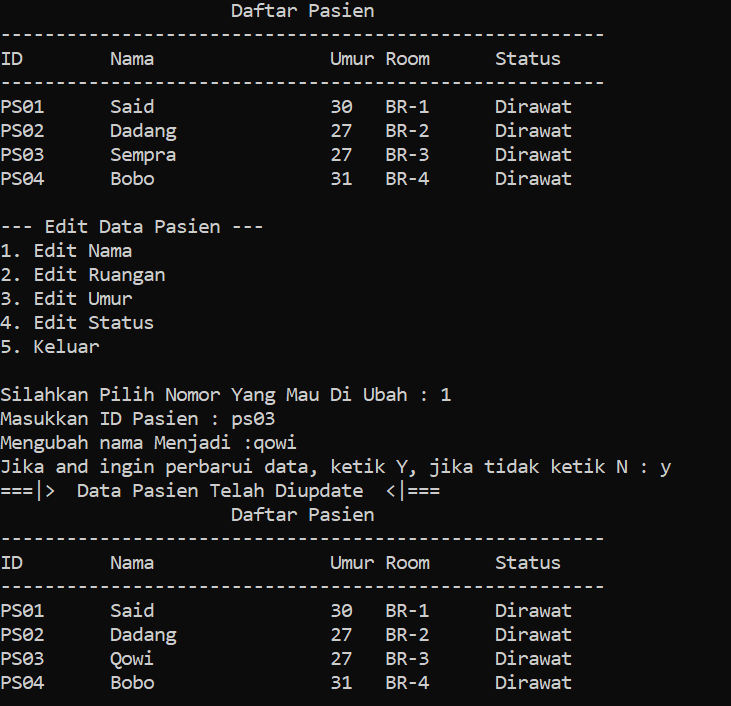 Daftar Pasien
-------------------------------------------------------
ID        Nama                Umur Room      Status
-------------------------------------------------------
PS01      Said                30   BR-1      Dirawat
PS02      Dadang              27   BR-2      Dirawat
PS03      Sempra              27   BR-3      Dirawat
PS04      Bobo                31   BR-4      Dirawat
--- Edit Data Pasien ---
1. Edit Nama
2. Edit Ruangan
3. Edit Umur
4. Edit Status
5. Keluar
Silahkan Pilih Nomor Yang Mau Di Ubah : 1
Masukkan ID Pasien : ps03
Mengubah nama Menjadi :qowi
Jika and ingin perbarui data, ketik Y, jika tidak ketik N : y
===|>  Data Pasien Telah Diupdate  <|===
Daftar Pasien
-------------------------------------------------------
ID        Nama                Umur Room      Status
-------------------------------------------------------
PS01      Said                30   BR-1      Dirawat
PS02      Dadang              27   BR-2      Dirawat
PS03      Qowi                27   BR-3      Dirawat
PS04      Bobo                31   BR-4      Dirawat